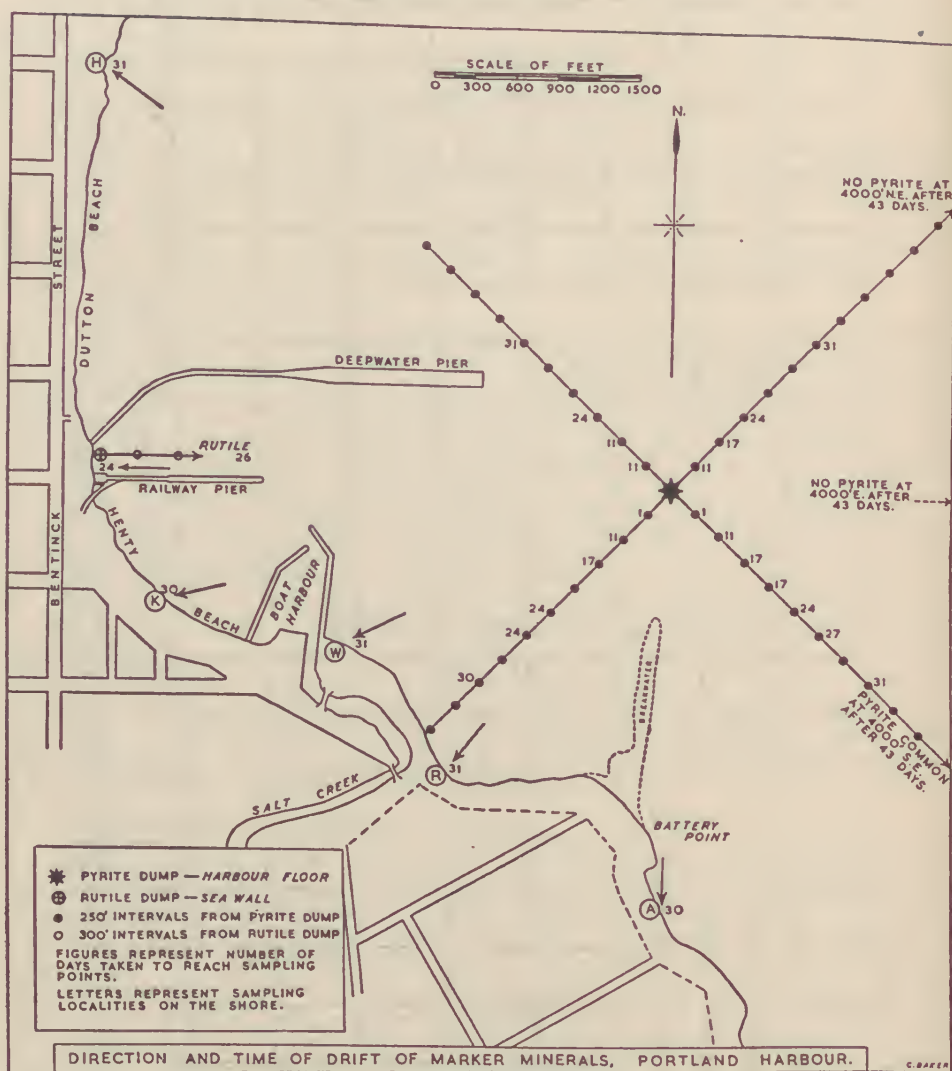 SCALE OF FEET
0 300 600 900 1200 1500
N.
H 31
NO PYRITE AT
4000' N.E. AFTER
43 DAYS.
DUTTON BEACH
STREET
BENTINCK
31
31
DEEPWATER PIER
24
24
11
17
11
11
RUTILE
26
24
RAILWAY PIER
NO PYRITE AT
4000' E. AFTER
43 DAYS.
1
1
11
11
17
17
17
24
24
24
27
30
31
HENTY
BEACH
K 30
BOAT
HARBOUR
W 31
R 31
SALT CREEK
BREAKWATER
PYRITE COMMON
AT 4000' S.E.
AFTER 43 DAYS.
BATTERY
POINT
A 30
PYRITE DUMP — HARBOUR FLOOR
RUTILE DUMP — SEA WALL
250' INTERVALS FROM PYRITE DUMP
300' INTERVALS FROM RUTILE DUMP
FIGURES REPRESENT NUMBER OF
DAYS TAKEN TO REACH SAMPLING
POINTS.
LETTERS REPRESENT SAMPLING
LOCALITIES ON THE SHORE.
DIRECTION AND TIME OF DRIFT OF MARKER MINERALS, PORTLAND HARBOUR.
G. BAKER